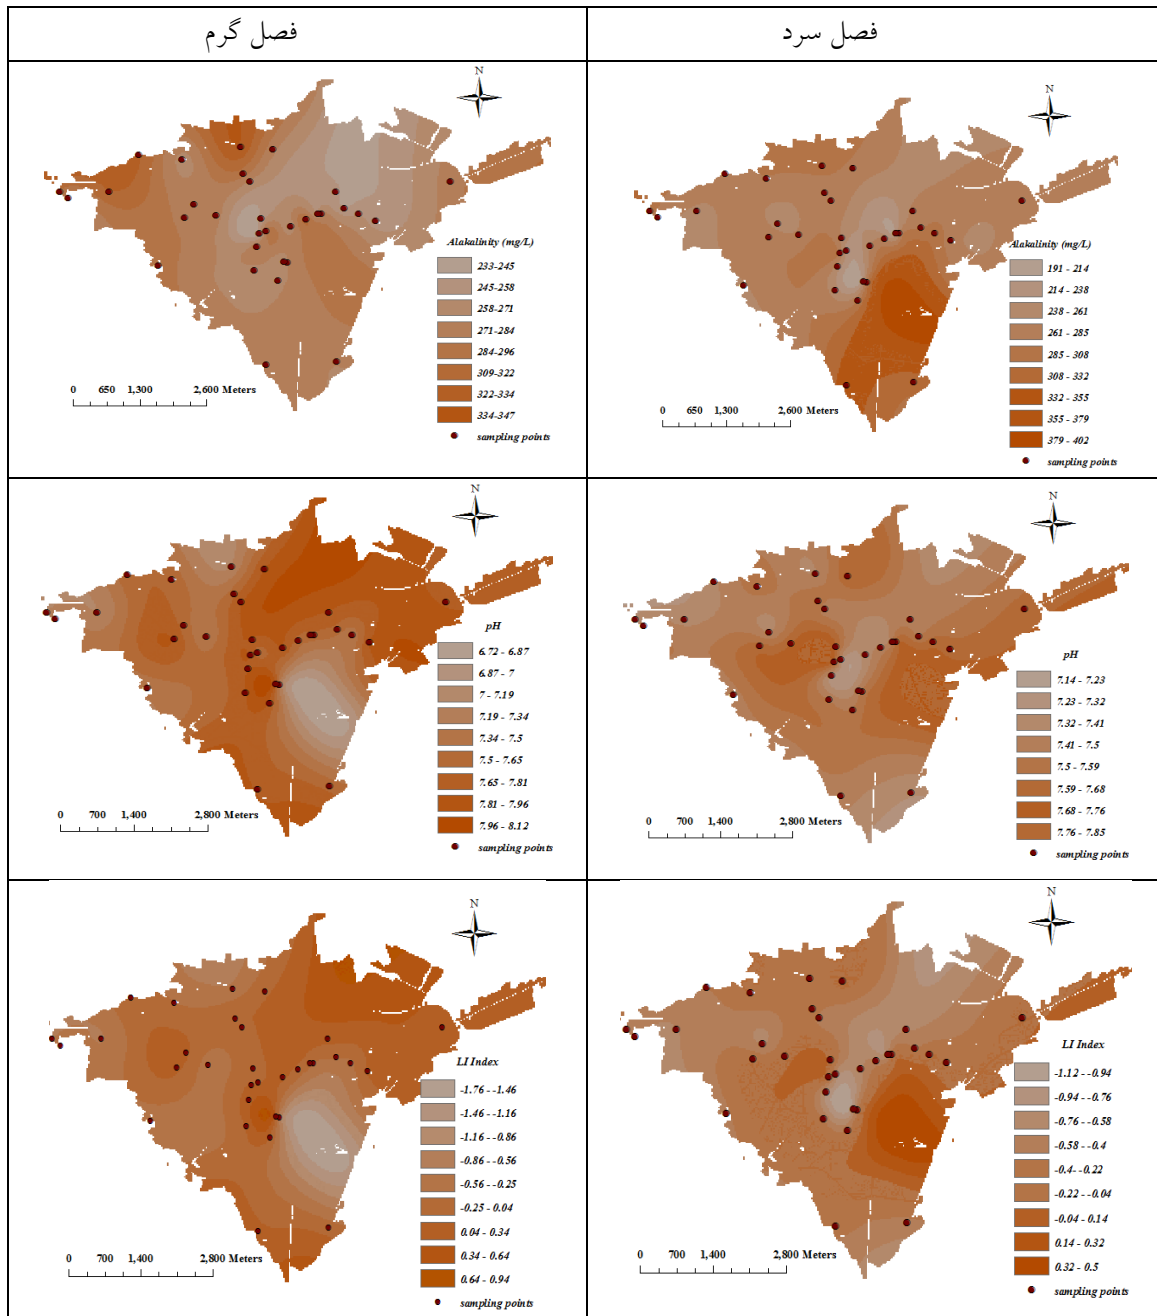 فصل گرم
فصل سرد
N
Alakalinity (mg/L)
233-245
245-258
258-271
271-284
284-296
309-322
322-334
334-347
sampling points
0 650 1,300 2,600 Meters
N
Alakalinity (mg/L)
191 - 214
214 - 238
238 - 261
261 - 285
285 - 308
308 - 332
332 - 355
355 - 379
379 - 402
sampling points
0 650 1,300 2,600 Meters
N
pH
6.72 - 6.87
6.87 - 7
7 - 7.19
7.19 - 7.34
7.34 - 7.5
7.5 - 7.65
7.65 - 7.81
7.81 - 7.96
7.96 - 8.12
sampling points
0 700 1,400 2,800 Meters
N
pH
7.14 - 7.23
7.23 - 7.32
7.32 - 7.41
7.41 - 7.5
7.5 - 7.59
7.59 - 7.68
7.68 - 7.76
7.76 - 7.85
sampling points
0 700 1,400 2,800 Meters
N
LI Index
-1.76 - -1.46
-1.46 - -1.16
-1.16 - -0.86
-0.86 - -0.56
-0.56 - -0.25
-0.25 - 0.04
0.04 - 0.34
0.34 - 0.64
0.64 - 0.94
sampling points
0 700 1,400 2,800 Meters
N
LI Index
-1.12 - -0.94
-0.94 - -0.76
-0.76 - -0.58
-0.58 - -0.4
-0.4 - -0.22
-0.22 - -0.04
-0.04 - 0.14
0.14 - 0.32
0.32 - 0.5
sampling points
0 700 1,400 2,800 Meters